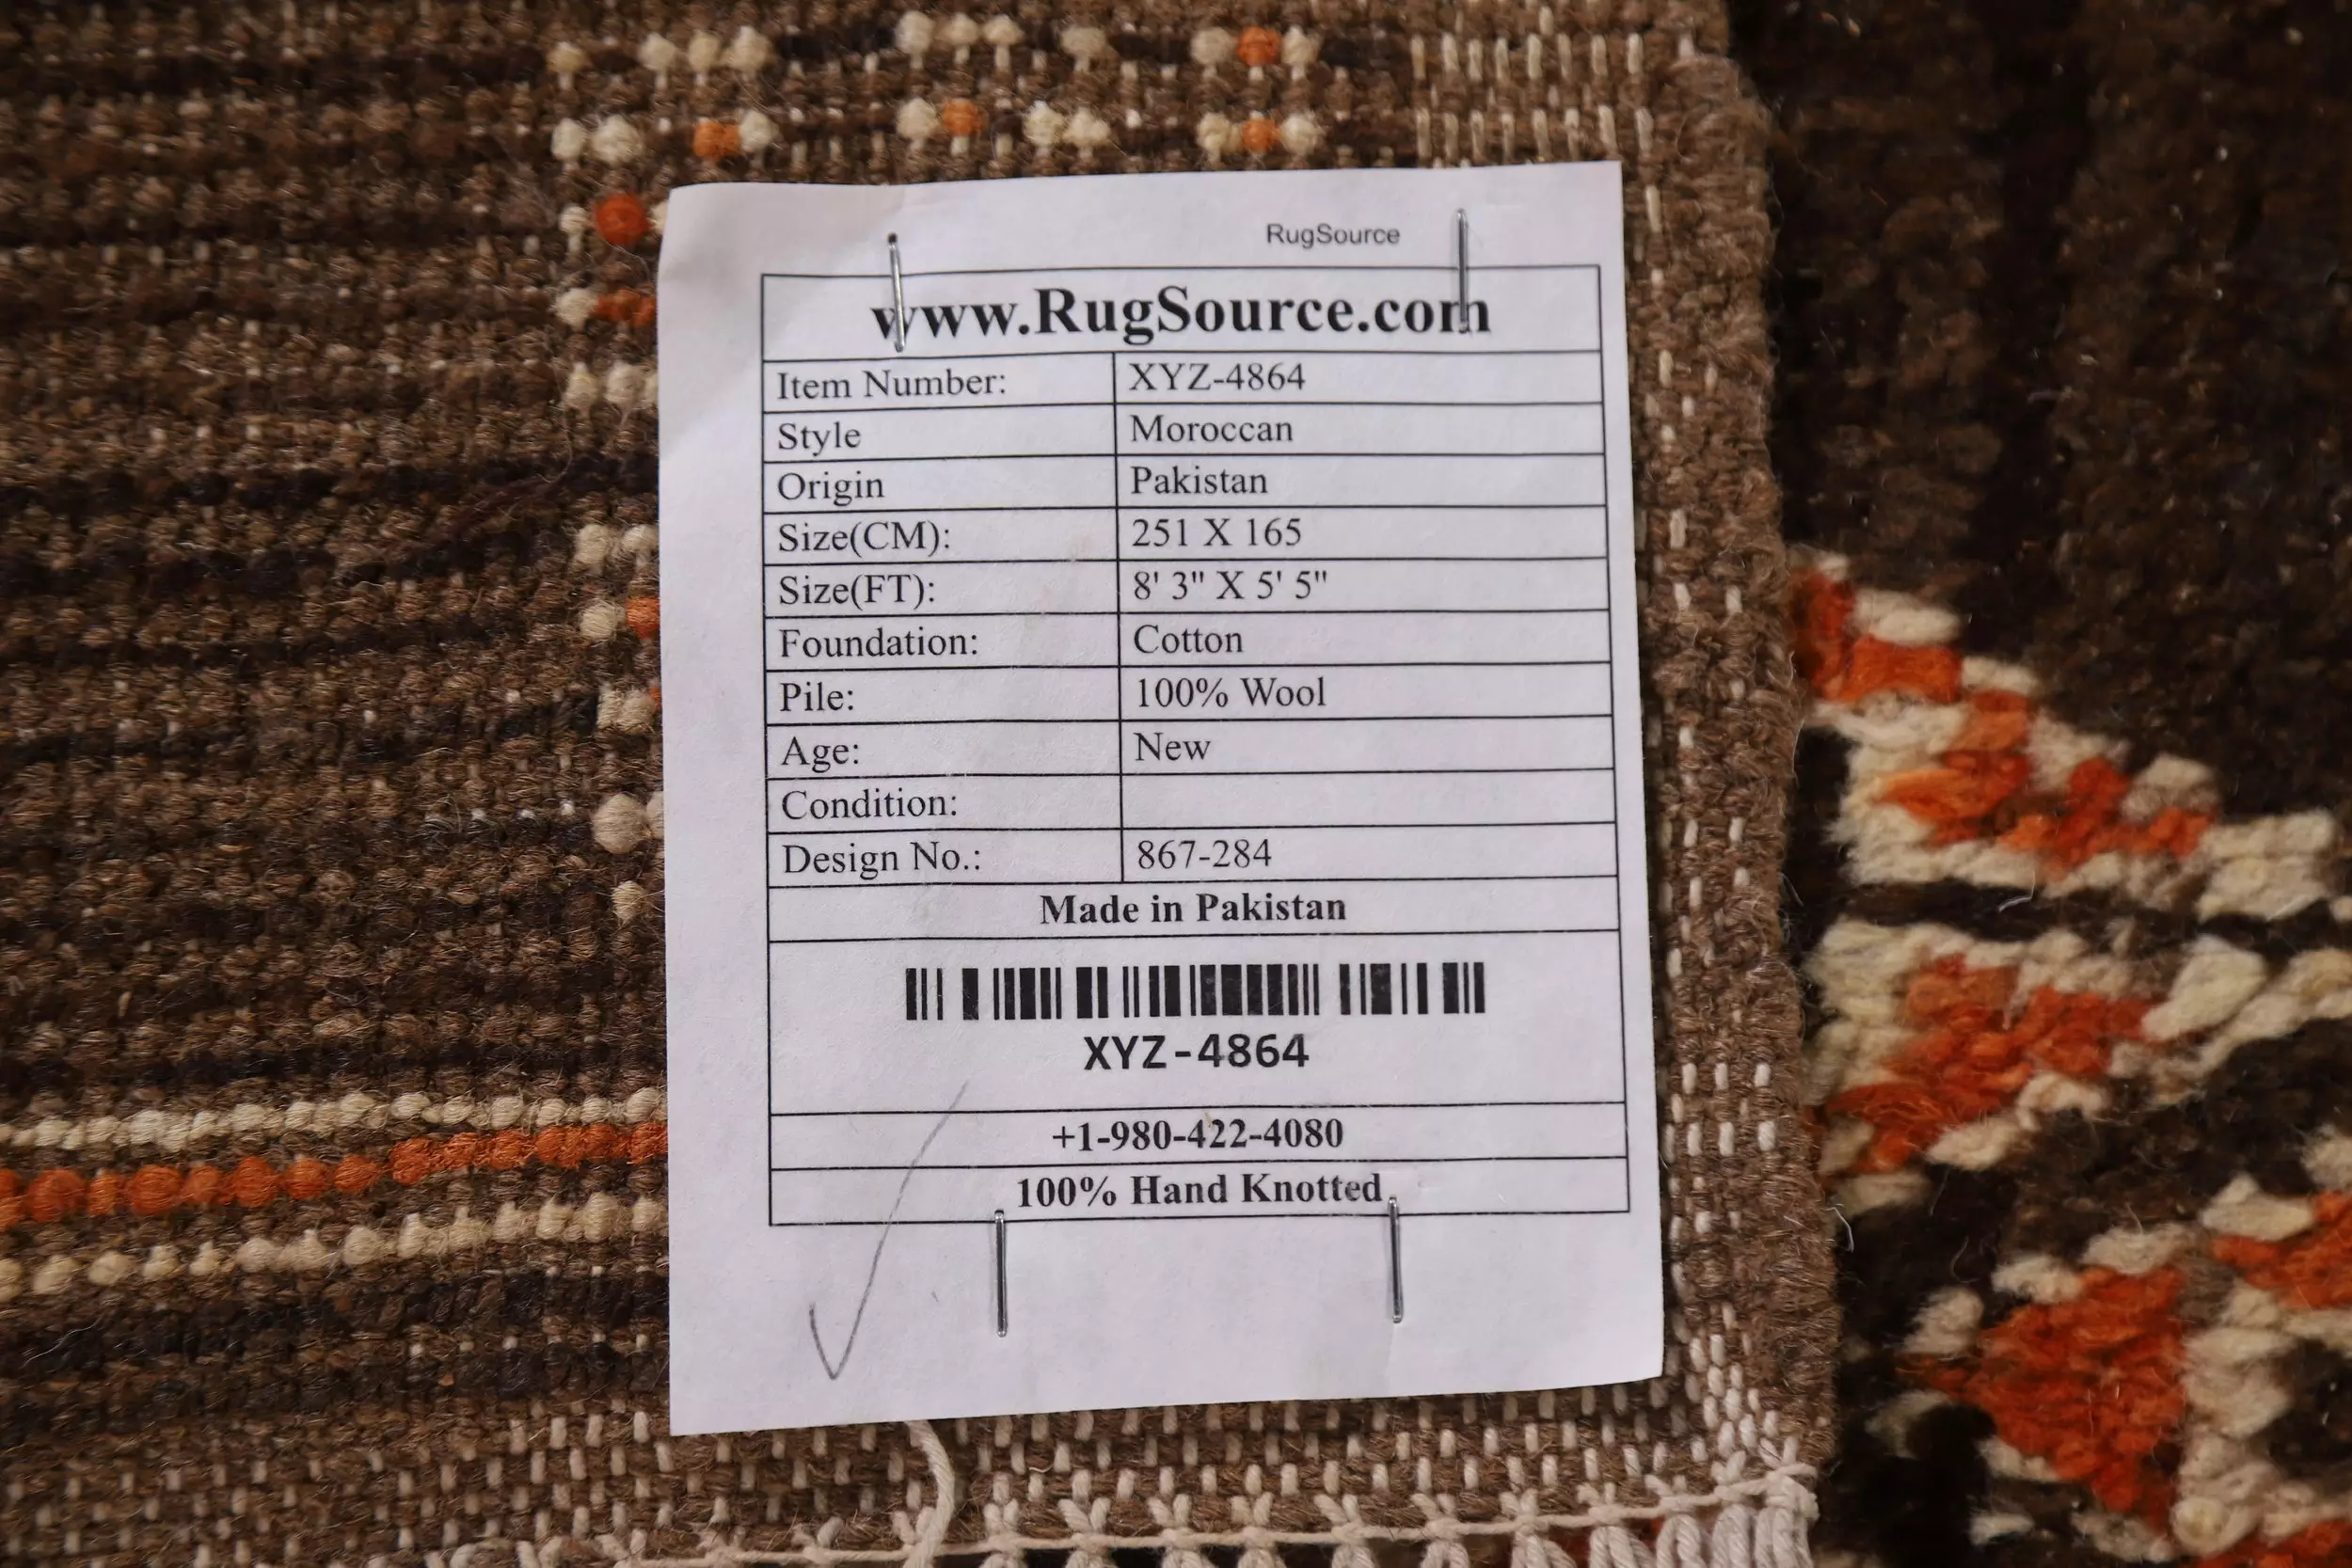 RugSource
www.RugSource.com
Item Number: XYZ-4864
Style Moroccan
Origin Pakistan
Size(CM): 251 X 165
Size(FT): 8' 3" X 5' 5"
Foundation: Cotton
Pile: 100% Wool
Age: New
Condition:
Design No.: 867-284
Made in Pakistan
XYZ-4864
+1-980-422-4080
100% Hand Knotted